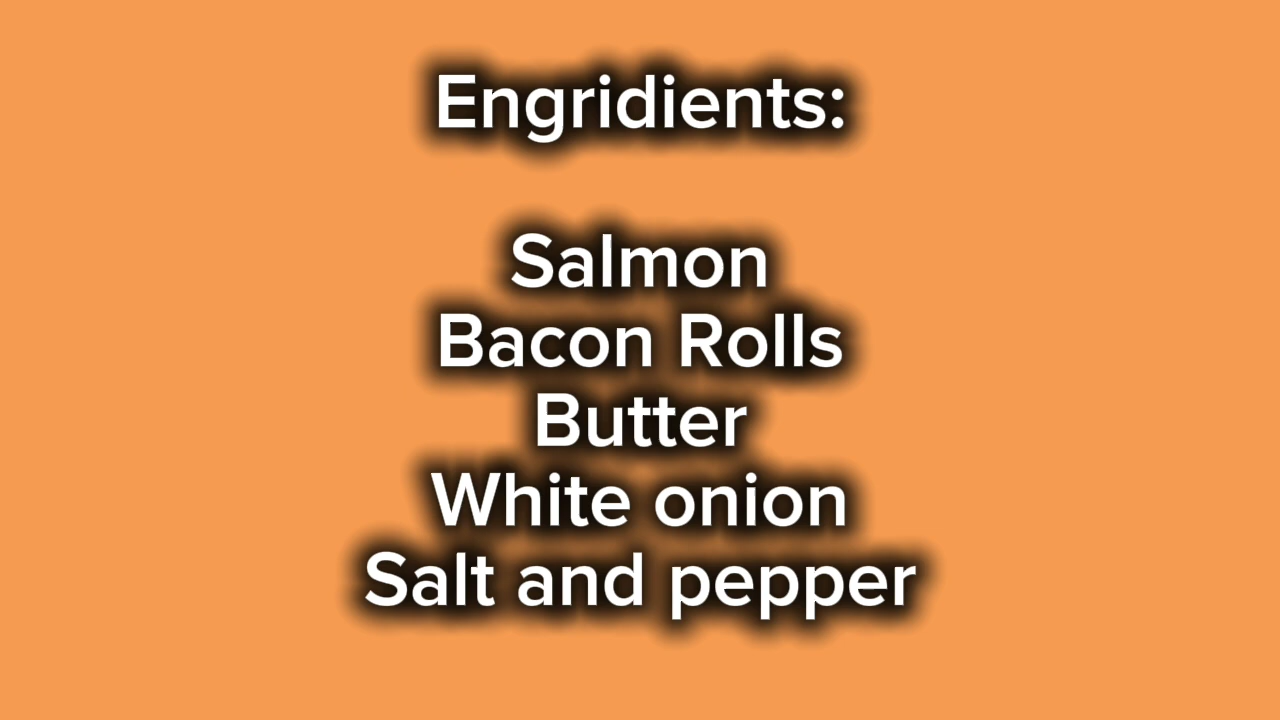 Engridients:
Salmon
Bacon Rolls
Butter
White onion
Salt and pepper